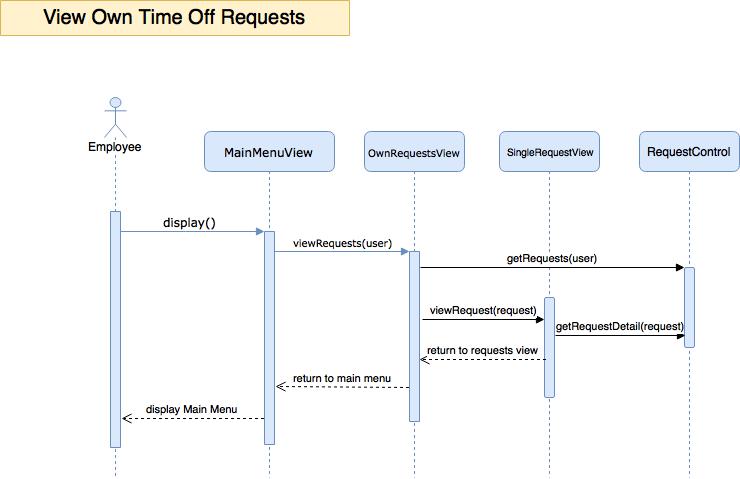 View Own Time Off Requests
Employee
MainMenuView
OwnRequestsView
SingleRequestView
RequestControl
display()
viewRequests(user)
getRequests(user)
viewRequest(request)
getRequestDetail(request)
return to requests view
return to main menu
display Main Menu